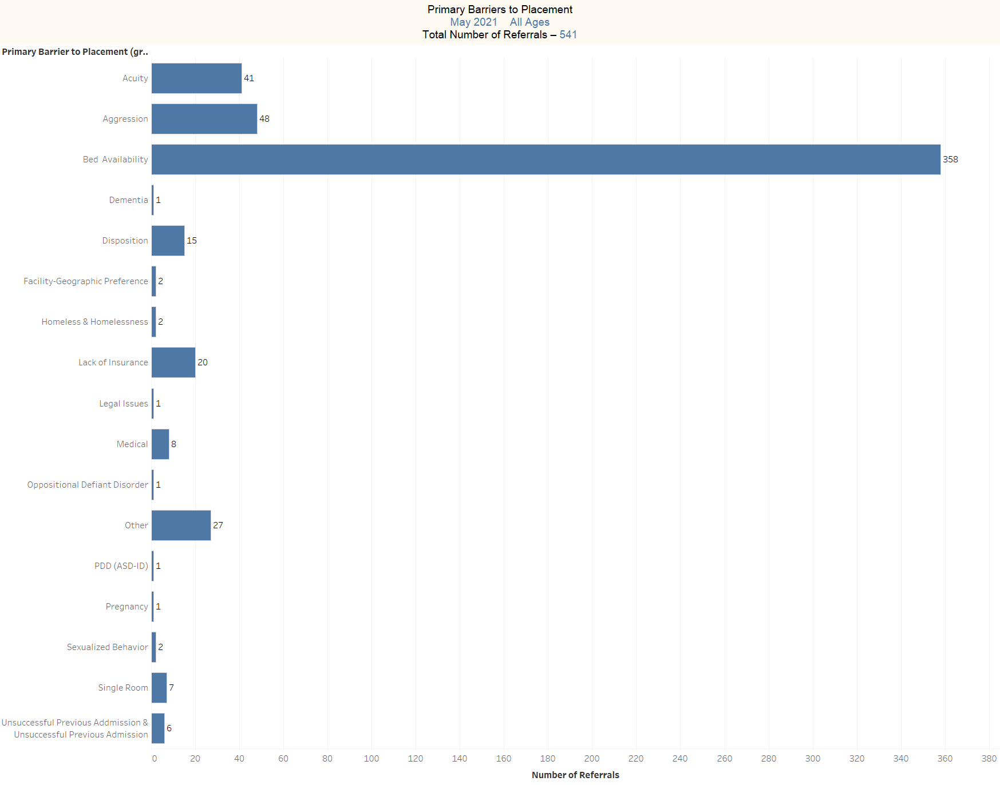 Primary Barriers to Placement
May 2021 All Ages
Total Number of Referrals – 541
Primary Barrier to Placement (gr..
Acuity 41
Aggression 48
Bed Availability 358
Dementia 1
Disposition 15
Facility-Geographic Preference 2
Homeless & Homelessness 2
Lack of Insurance 20
Legal Issues 1
Medical 8
Oppositional Defiant Disorder 1
Other 27
PDD (ASD-ID) 1
Pregnancy 1
Sexualized Behavior 2
Single Room 7
Unsuccessful Previous Addmission &
Unsuccessful Previous Admission 6
0 20 40 60 80 100 120 140 160 180 200 220 240 260 280 300 320 340 360 380
Number of Referrals